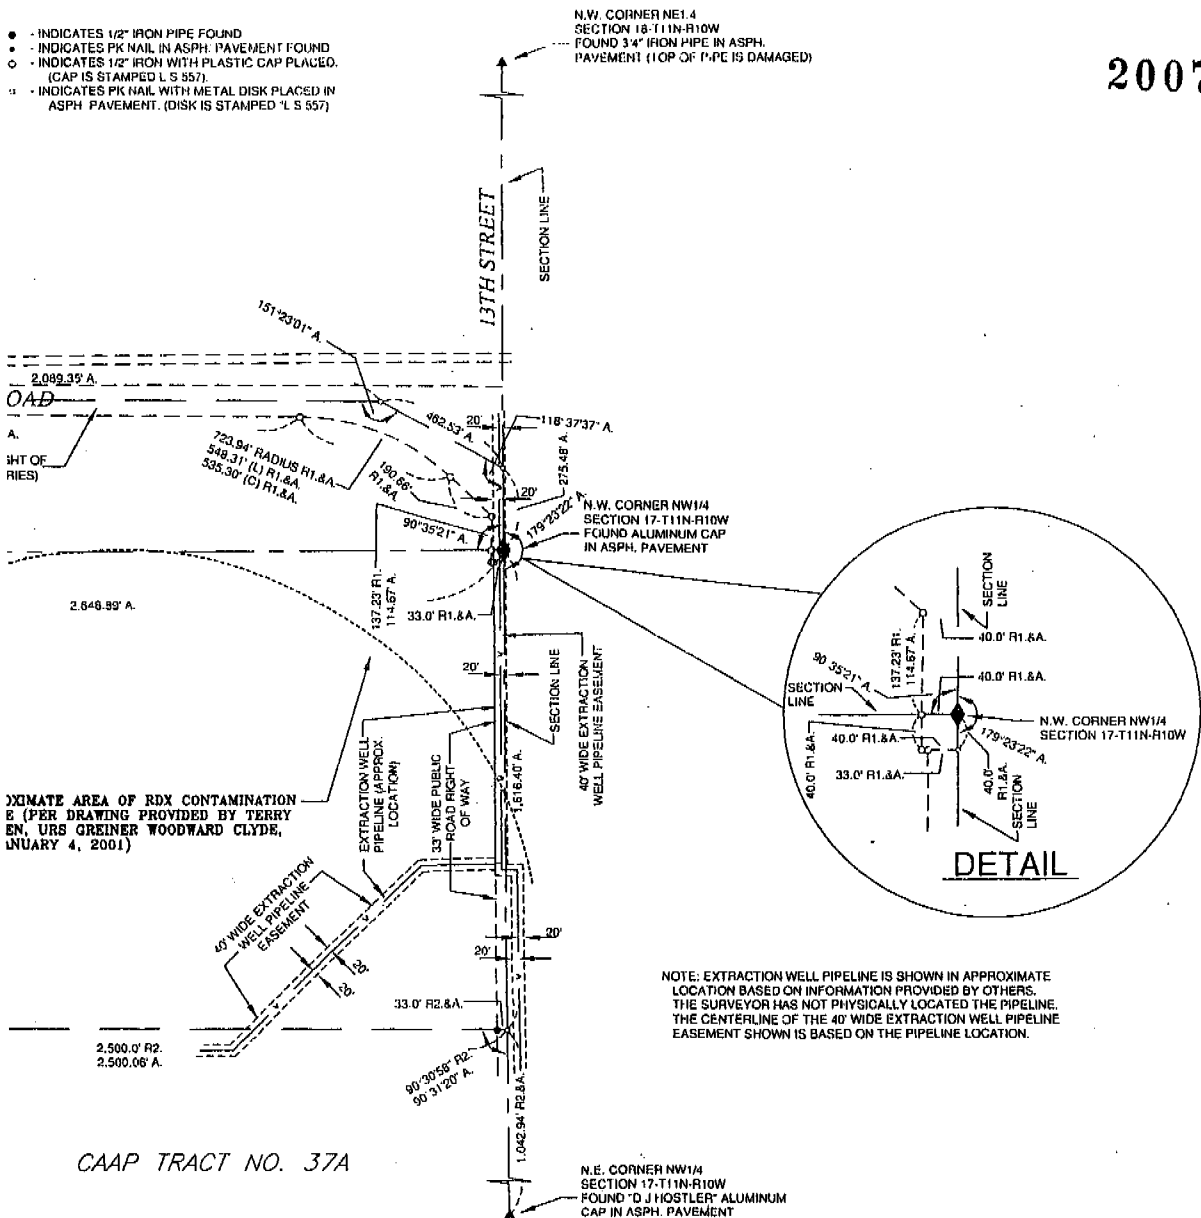 - INDICATES 1/2" IRON PIPE FOUND
- INDICATES PK NAIL IN ASPH. PAVEMENT FOUND
- INDICATES 1/2" IRON WITH PLASTIC CAP PLACED.
(CAP IS STAMPED L S 557).
- INDICATES PK NAIL WITH METAL DISK PLACED IN
ASPH PAVEMENT. (DISK IS STAMPED "L S 557)
N.W. CORNER NE1.4
SECTION 18-T11N-R10W
FOUND 3'4" IRON PIPE IN ASPH.
PAVEMENT (TOP OF PIPE IS DAMAGED)
2007
13TH STREET
SECTION LINE
151°23'01" A.
2,089.35' A.
OAD
A.
HT OF
RIES)
462.53' A.
20'
118°37'37" A.
275.48' A.
723.94' RADIUS R1.&A.
548.31' (L) R1.&A.
535.30' (C) R1.&A.
190.66'
R1.&A.
20'
90°35'21" A.
179°23'22" A.
N.W. CORNER NW1/4
SECTION 17-T11N-R10W
FOUND ALUMINUM CAP
IN ASPH. PAVEMENT
137.23' R1.
114.67' A.
2,648.89' A.
33.0' R1.&A.
20'
SECTION LINE
40' WIDE EXTRACTION
WELL PIPELINE EASEMENT
EXTRACTION WELL
PIPELINE (APPROX.
LOCATION)
33' WIDE PUBLIC
ROAD RIGHT
OF WAY
1,516.40' A.
XIMATE AREA OF RDX CONTAMINATION
E (PER DRAWING PROVIDED BY TERRY
EN, URS GREINER WOODWARD CLYDE,
ANUARY 4, 2001)
40' WIDE EXTRACTION
WELL PIPELINE
EASEMENT
20'
20'
20'
20'
33.0' R2.&A.
2,500.0' R2.
2,500.06' A.
90°30'58" R2.
90°31'20" A.
1,042.94' R2.&A.
CAAP TRACT NO. 37A
N.E. CORNER NW1/4
SECTION 17-T11N-R10W
FOUND "D J HOSTLER" ALUMINUM
CAP IN ASPH. PAVEMENT
SECTION
LINE
40.0' R1.&A.
137.23' R1.
114.67' A.
90 35'21" A.
SECTION
LINE
40.0' R1.&A.
N.W. CORNER NW1/4
SECTION 17-T11N-R10W
40.0' R1.&A.
40.0' R1.&A.
179°23'22" A.
33.0' R1.&A.
40.0'
R1.&A.
SECTION
LINE
DETAIL
NOTE: EXTRACTION WELL PIPELINE IS SHOWN IN APPROXIMATE
LOCATION BASED ON INFORMATION PROVIDED BY OTHERS.
THE SURVEYOR HAS NOT PHYSICALLY LOCATED THE PIPELINE.
THE CENTERLINE OF THE 40' WIDE EXTRACTION WELL PIPELINE
EASEMENT SHOWN IS BASED ON THE PIPELINE LOCATION.